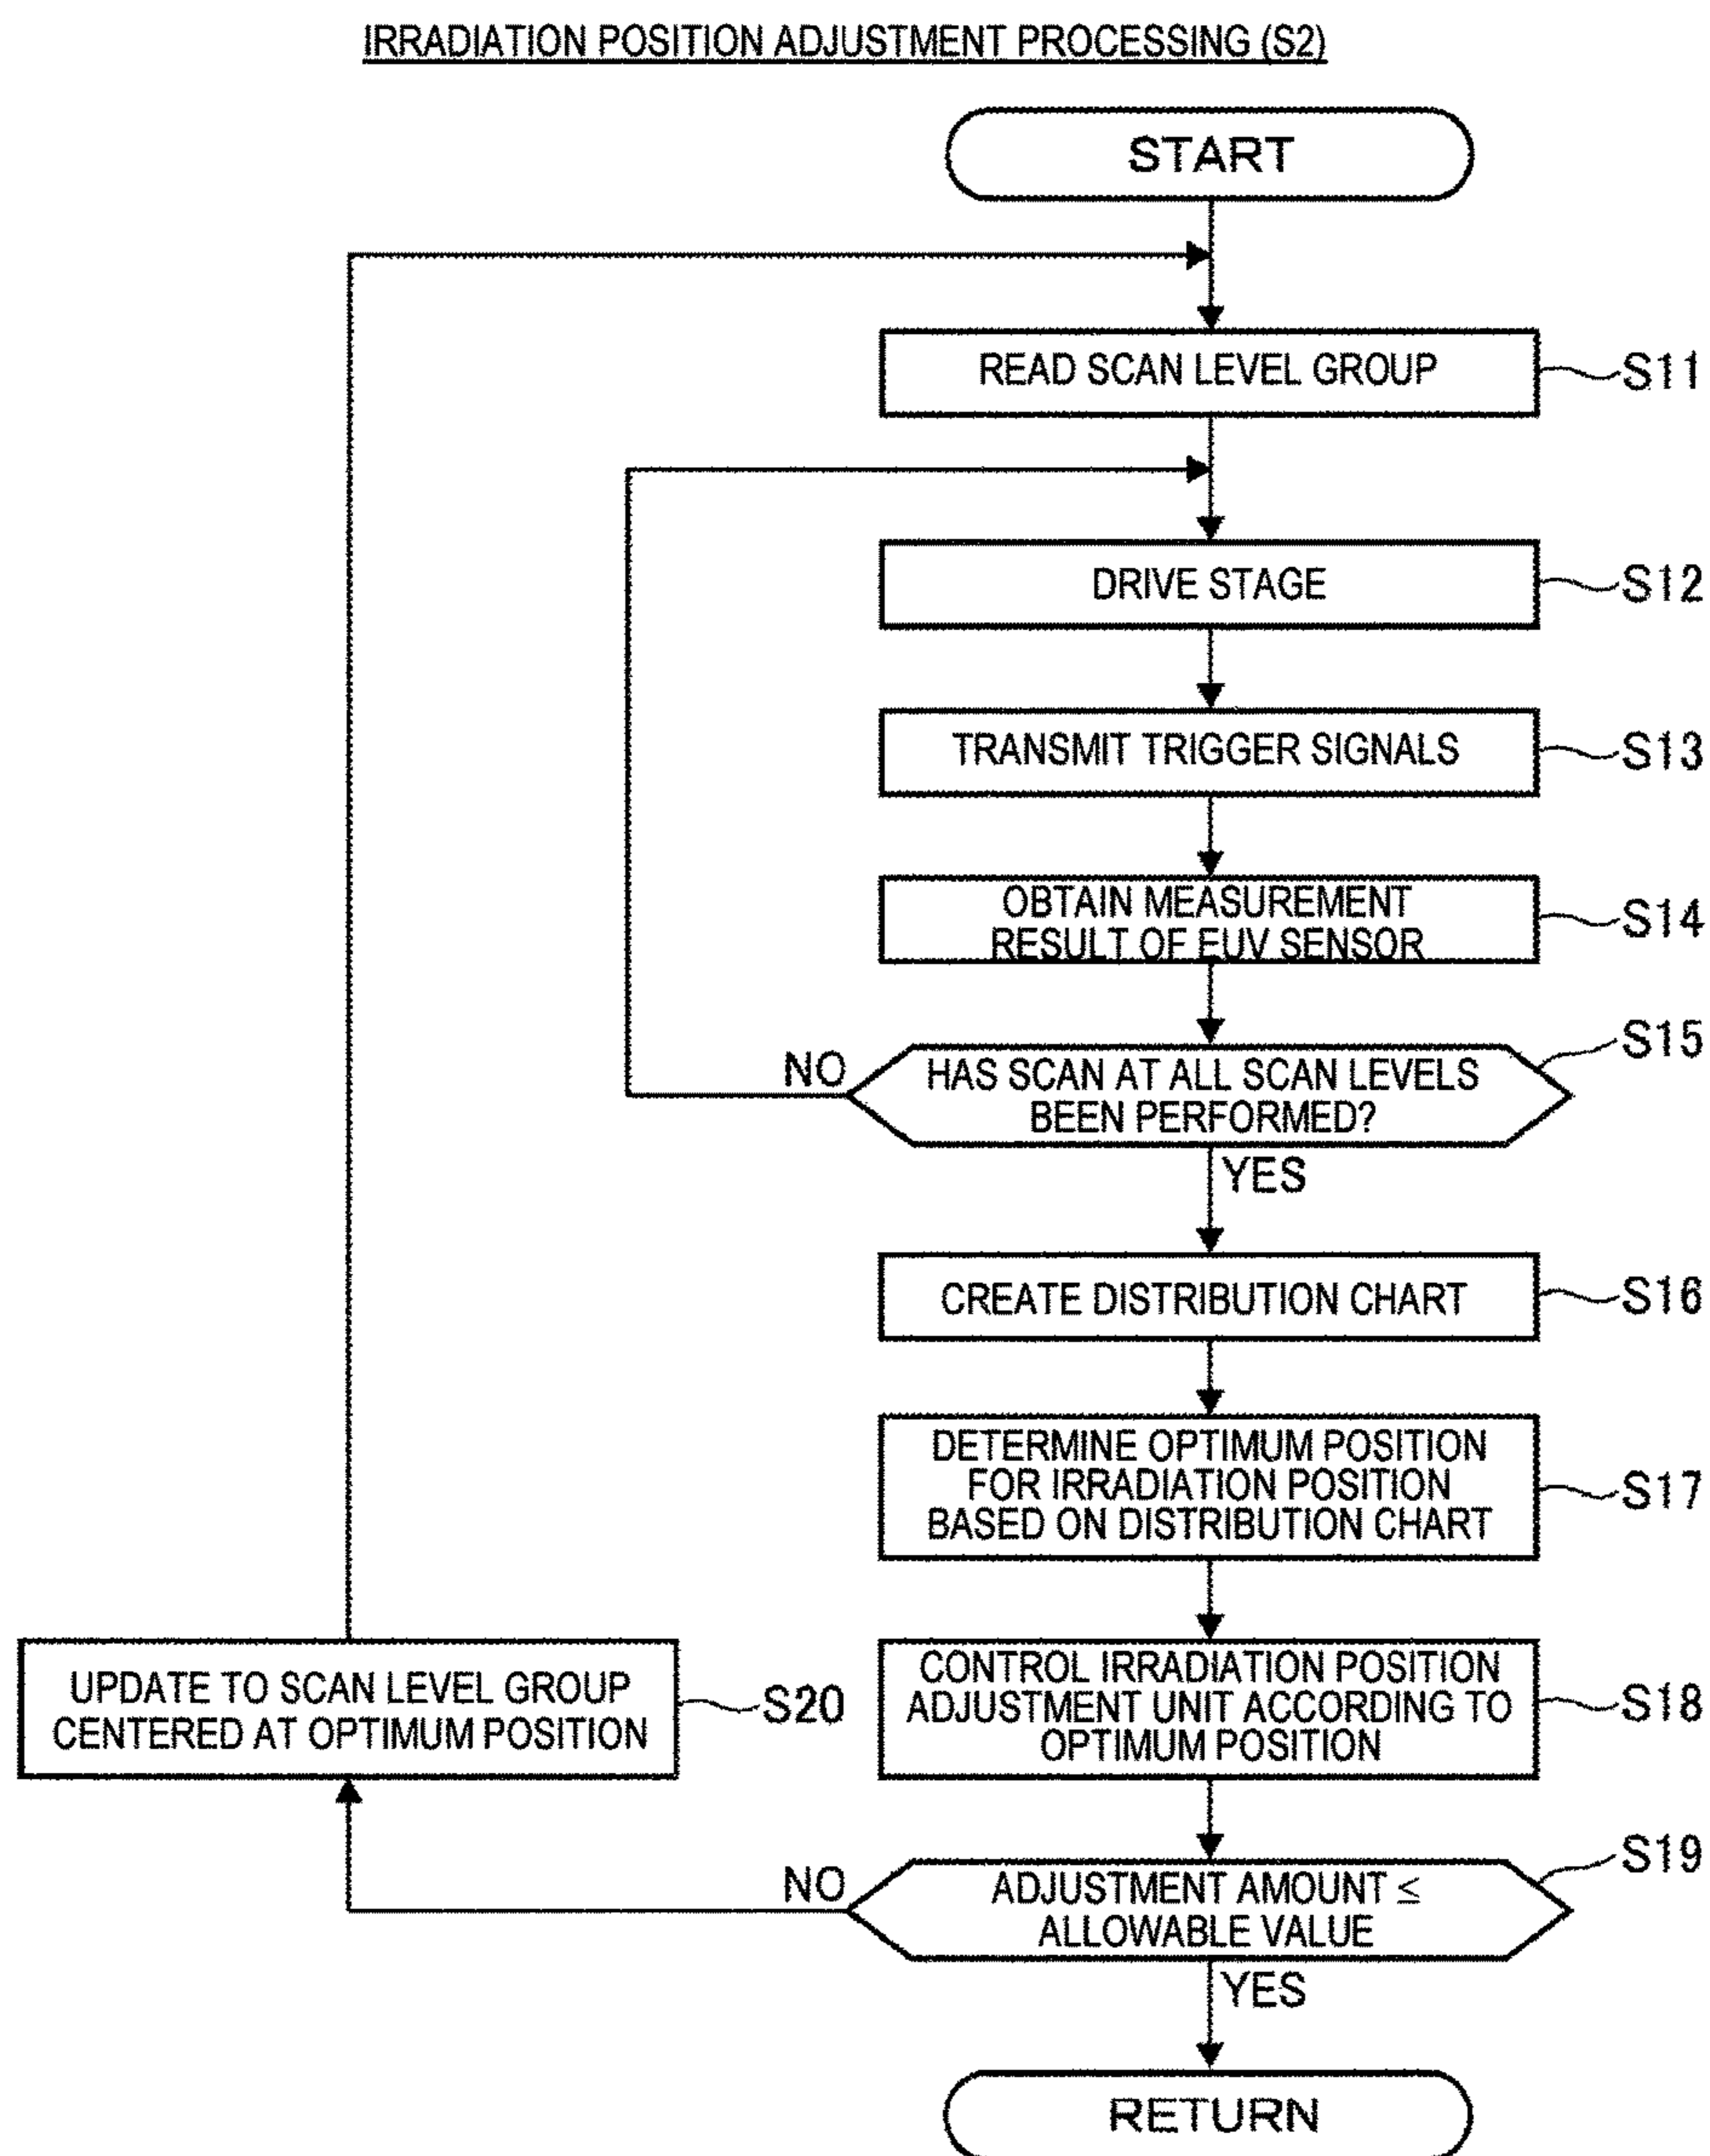 IRRADIATION POSITION ADJUSTMENT PROCESSING (S2)
START
READ SCAN LEVEL GROUP
S11
DRIVE STAGE
S12
TRANSMIT TRIGGER SIGNALS
S13
OBTAIN MEASUREMENT
RESULT OF EUV SENSOR
S14
HAS SCAN AT ALL SCAN LEVELS
BEEN PERFORMED?
S15
NO
YES
CREATE DISTRIBUTION CHART
S16
DETERMINE OPTIMUM POSITION
FOR IRRADIATION POSITION
BASED ON DISTRIBUTION CHART
S17
CONTROL IRRADIATION POSITION
ADJUSTMENT UNIT ACCORDING TO
OPTIMUM POSITION
S18
UPDATE TO SCAN LEVEL GROUP
CENTERED AT OPTIMUM POSITION
S20
ADJUSTMENT AMOUNT ≤
ALLOWABLE VALUE
S19
NO
YES
RETURN